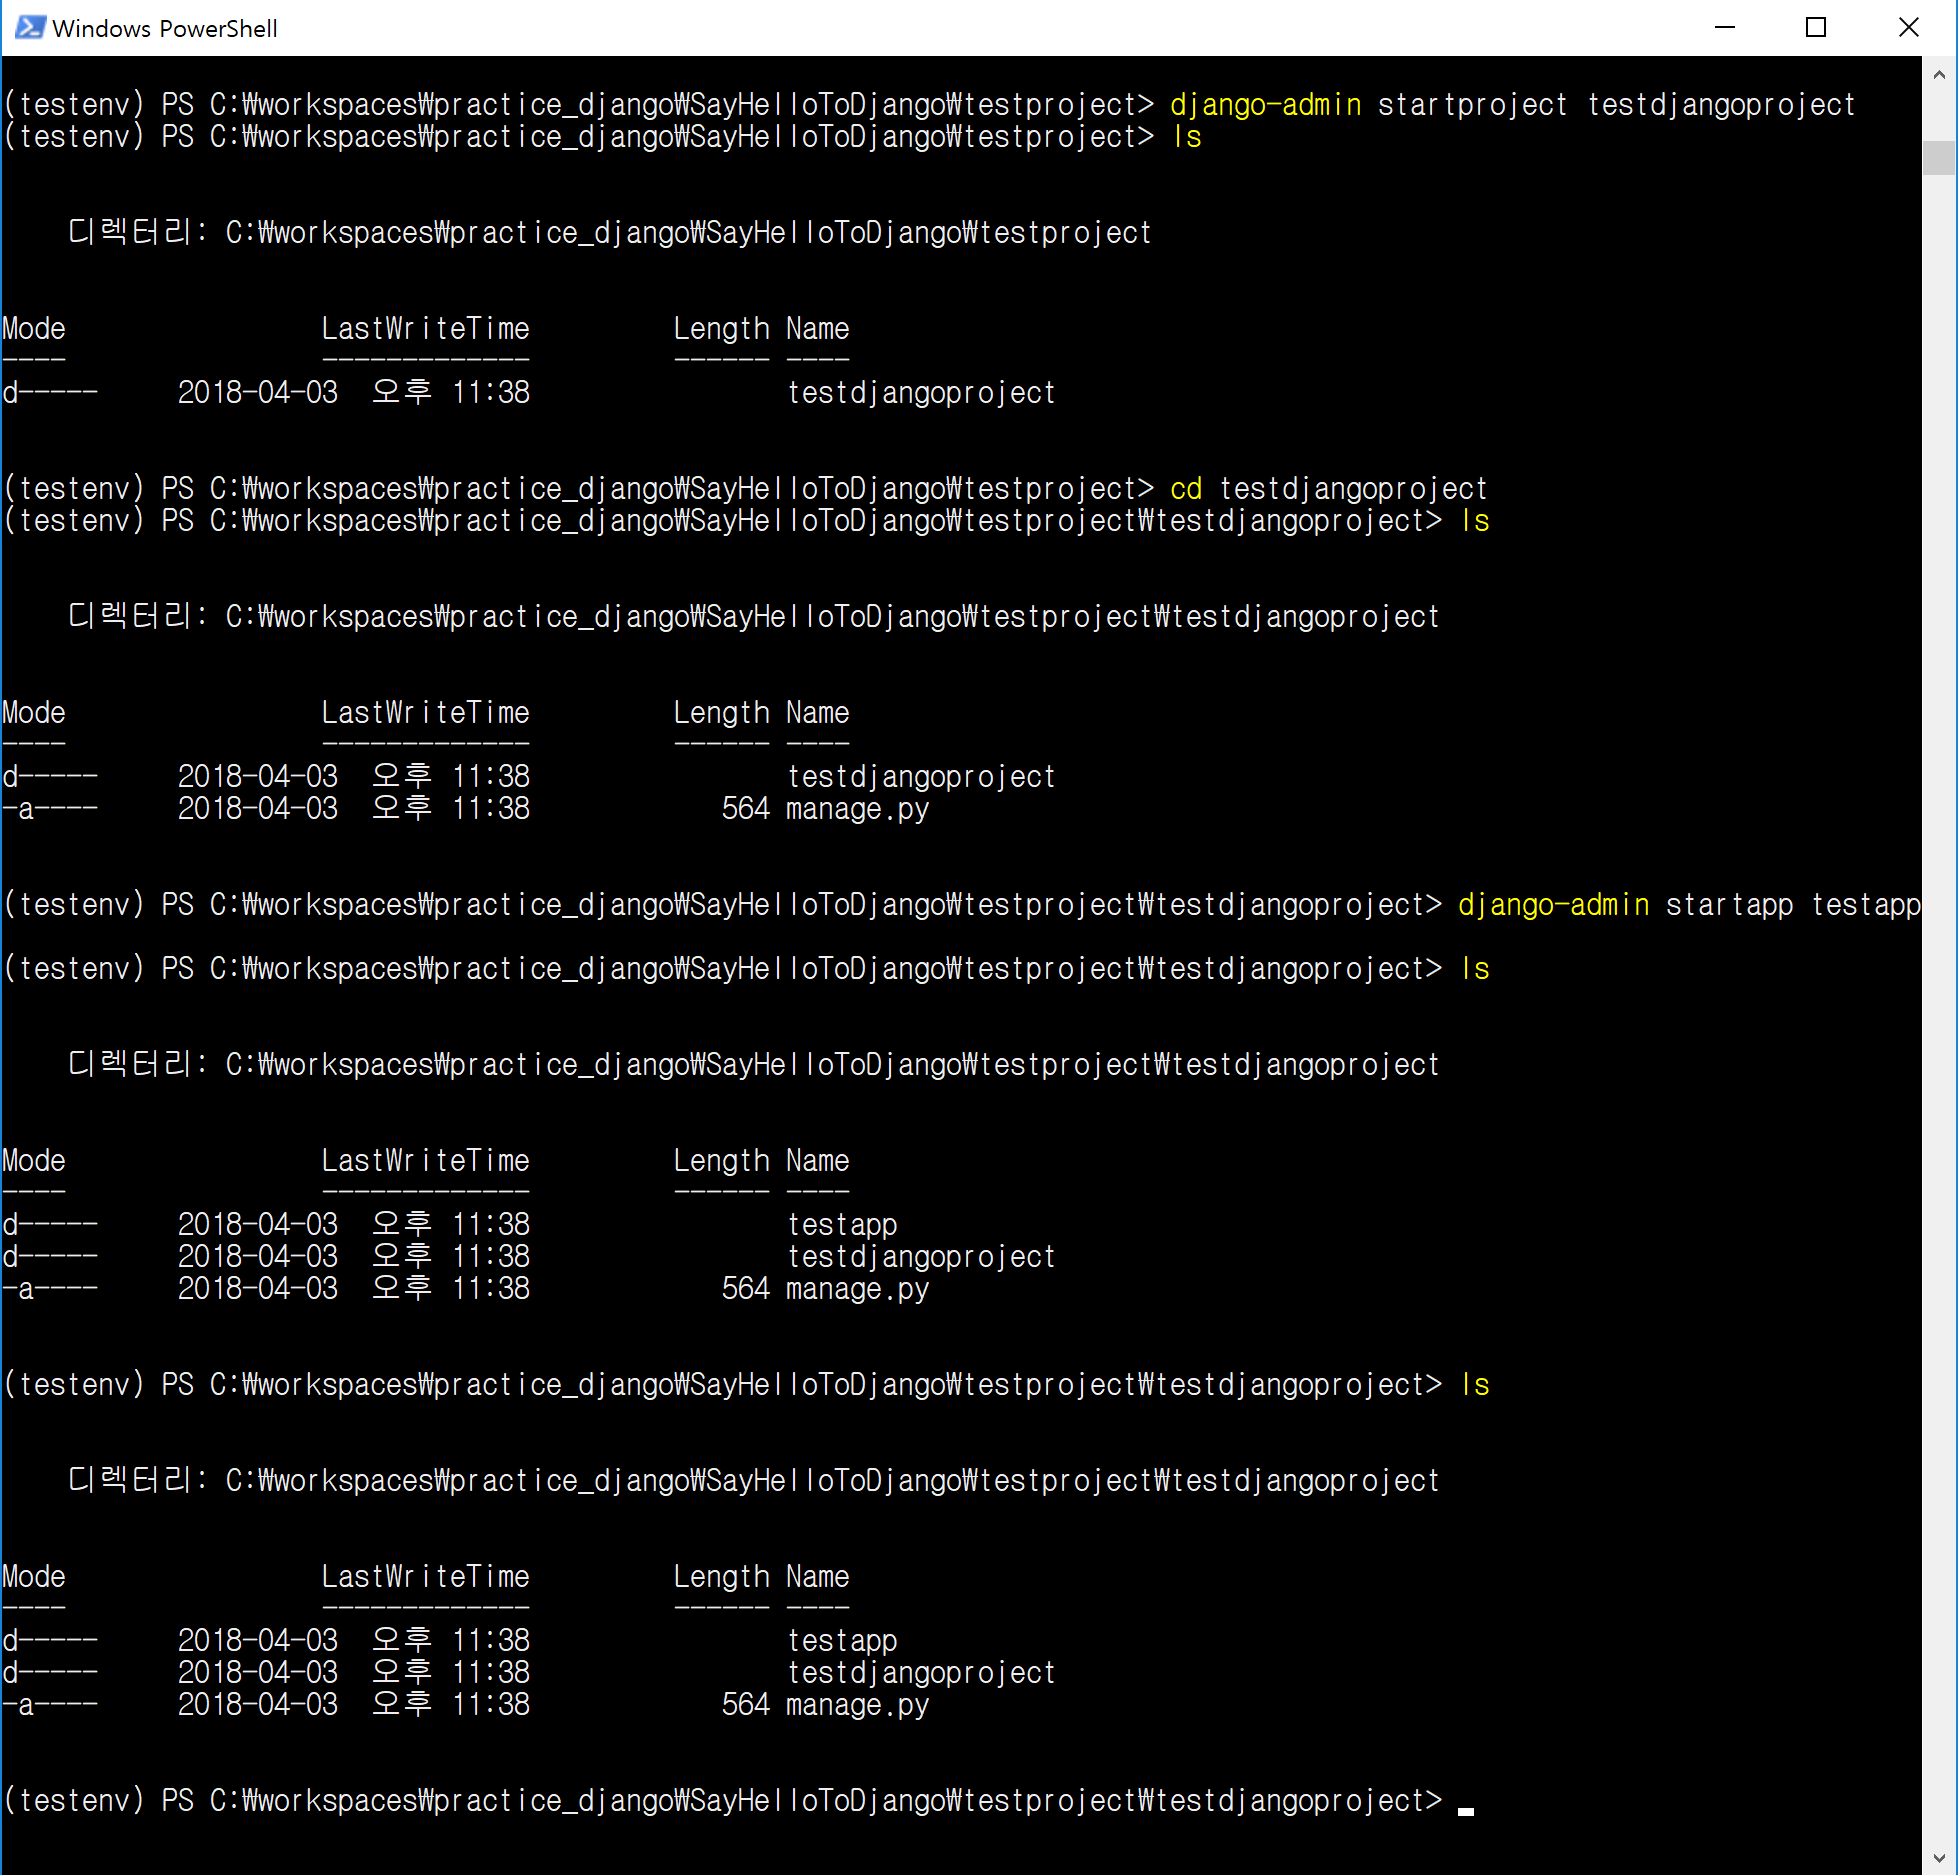 Windows PowerShell
(testenv) PS C:₩workspaces₩practice_django₩SayHelloToDjango₩testproject> django-admin startproject testdjangoproject
(testenv) PS C:₩workspaces₩practice_django₩SayHelloToDjango₩testproject> ls
디렉터리: C:₩workspaces₩practice_django₩SayHelloToDjango₩testproject
Mode LastWriteTime Length Name
---- ------------- ------ ----
d----- 2018-04-03 오후 11:38 testdjangoproject
(testenv) PS C:₩workspaces₩practice_django₩SayHelloToDjango₩testproject> cd testdjangoproject
(testenv) PS C:₩workspaces₩practice_django₩SayHelloToDjango₩testproject₩testdjangoproject> ls
디렉터리: C:₩workspaces₩practice_django₩SayHelloToDjango₩testproject₩testdjangoproject
Mode LastWriteTime Length Name
---- ------------- ------ ----
d----- 2018-04-03 오후 11:38 testdjangoproject
-a---- 2018-04-03 오후 11:38 564 manage.py
(testenv) PS C:₩workspaces₩practice_django₩SayHelloToDjango₩testproject₩testdjangoproject> django-admin startapp testapp
(testenv) PS C:₩workspaces₩practice_django₩SayHelloToDjango₩testproject₩testdjangoproject> ls
디렉터리: C:₩workspaces₩practice_django₩SayHelloToDjango₩testproject₩testdjangoproject
Mode LastWriteTime Length Name
---- ------------- ------ ----
d----- 2018-04-03 오후 11:38 testapp
d----- 2018-04-03 오후 11:38 testdjangoproject
-a---- 2018-04-03 오후 11:38 564 manage.py
(testenv) PS C:₩workspaces₩practice_django₩SayHelloToDjango₩testproject₩testdjangoproject> ls
디렉터리: C:₩workspaces₩practice_django₩SayHelloToDjango₩testproject₩testdjangoproject
Mode LastWriteTime Length Name
---- ------------- ------ ----
d----- 2018-04-03 오후 11:38 testapp
d----- 2018-04-03 오후 11:38 testdjangoproject
-a---- 2018-04-03 오후 11:38 564 manage.py
(testenv) PS C:₩workspaces₩practice_django₩SayHelloToDjango₩testproject₩testdjangoproject>